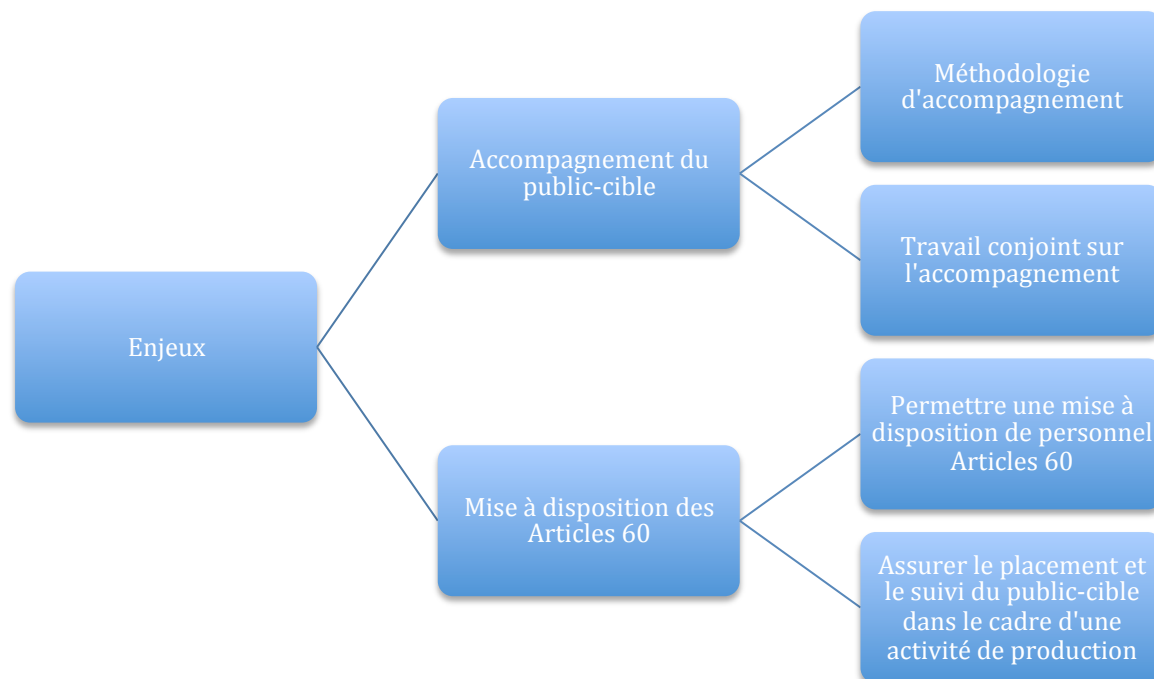 Enjeux
Accompagnement du
public-cible
Méthodologie
d'accompagnement
Travail conjoint sur
l'accompagnement
Mise à disposition des
Articles 60
Permettre une mise à
disposition de personnel
Articles 60
Assurer le placement et
le suivi du public-cible
dans le cadre d'une
activité de production